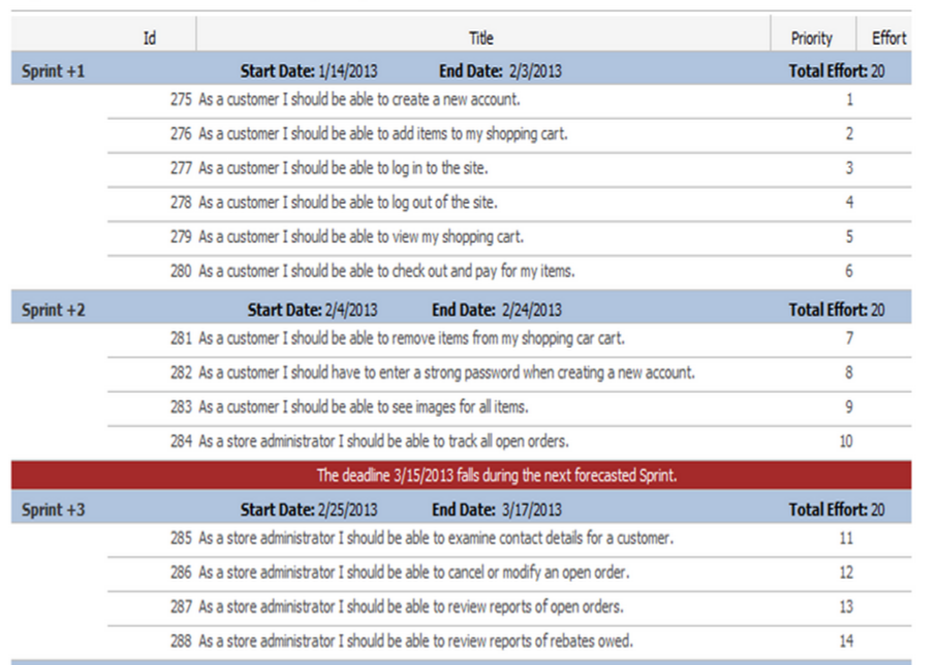 Id Title Priority Effort
Sprint +1 Start Date: 1/14/2013 End Date: 2/3/2013 Total Effort: 20
275 As a customer I should be able to create a new account. 1
276 As a customer I should be able to add items to my shopping cart. 2
277 As a customer I should be able to log in to the site. 3
278 As a customer I should be able to log out of the site. 4
279 As a customer I should be able to view my shopping cart. 5
280 As a customer I should be able to check out and pay for my items. 6
Sprint +2 Start Date: 2/4/2013 End Date: 2/24/2013 Total Effort: 20
281 As a customer I should be able to remove items from my shopping car cart. 7
282 As a customer I should have to enter a strong password when creating a new account. 8
283 As a customer I should be able to see images for all items. 9
284 As a store administrator I should be able to track all open orders. 10
The deadline 3/15/2013 falls during the next forecasted Sprint.
Sprint +3 Start Date: 2/25/2013 End Date: 3/17/2013 Total Effort: 20
285 As a store administrator I should be able to examine contact details for a customer. 11
286 As a store administrator I should be able to cancel or modify an open order. 12
287 As a store administrator I should be able to review reports of open orders. 13
288 As a store administrator I should be able to review reports of rebates owed. 14